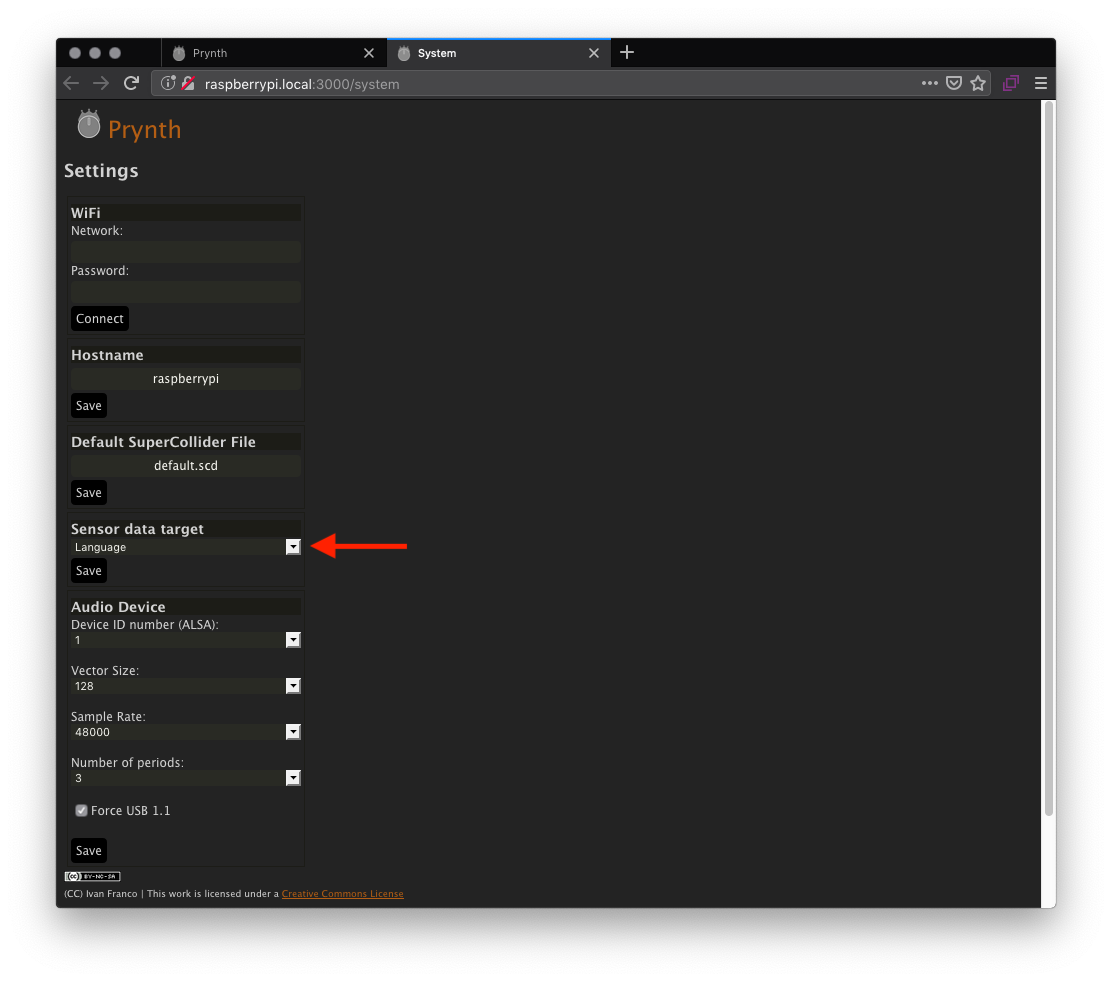 Prynth
System
raspberrypi.local:3000/system
Prynth
Settings
WiFi
Network:
Password:
Connect
Hostname
raspberrypi
Save
Default SuperCollider File
default.scd
Save
Sensor data target
Language
Save
Audio Device
Device ID number (ALSA):
1
Vector Size:
128
Sample Rate:
48000
Number of periods:
3
Force USB 1.1
Save
(cc) BY-NC-SA
(CC) Ivan Franco | This work is licensed under a Creative Commons License